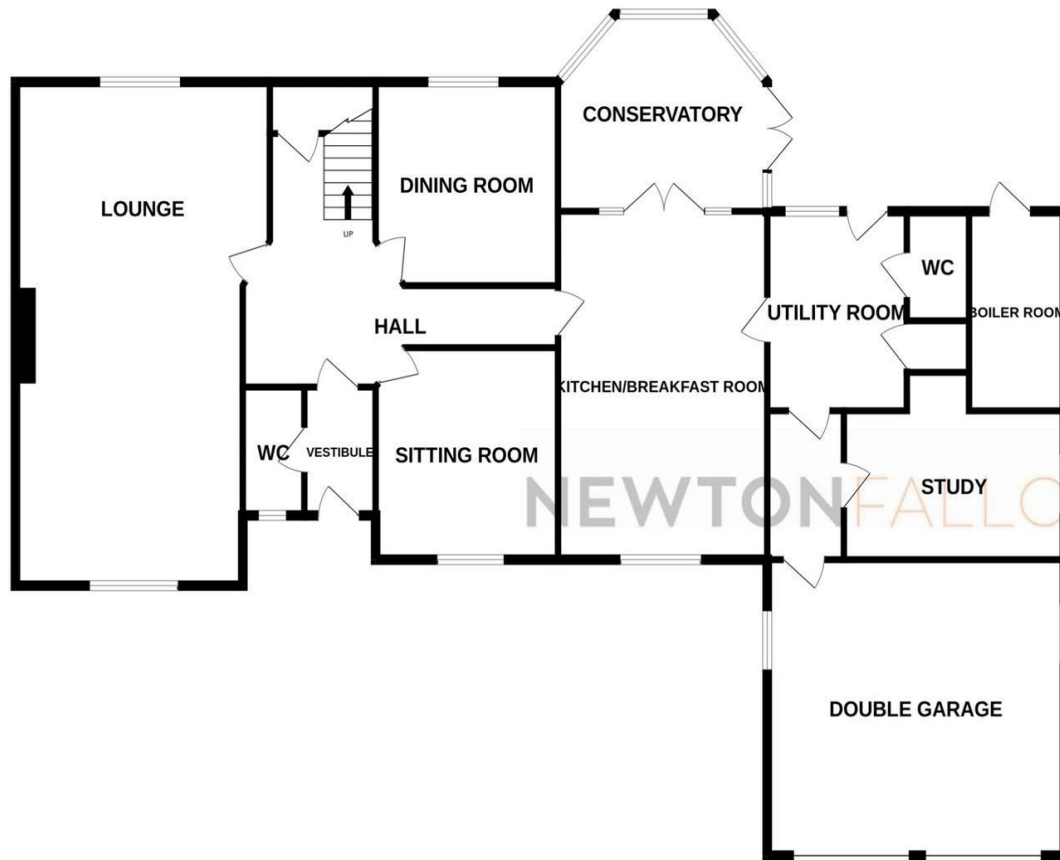 CONSERVATORY
DINING ROOM
LOUNGE
UP
WC
UTILITY ROOM
BOILER ROOM
HALL
KITCHEN/BREAKFAST ROOM
WC
VESTIBULE
SITTING ROOM
STUDY
NEWTONFALLO
DOUBLE GARAGE